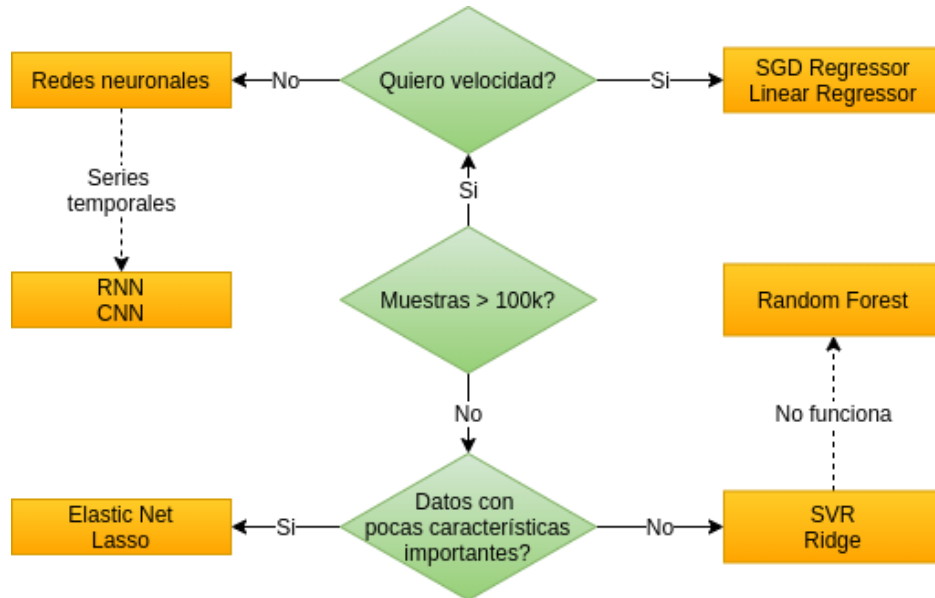 Redes neuronales
No
Quiero velocidad?
Si
SGD Regressor
Linear Regressor
Series
temporales
Si
RNN
CNN
Muestras > 100k?
Random Forest
No
No funciona
Elastic Net
Lasso
Si
Datos con
pocas características
importantes?
No
SVR
Ridge